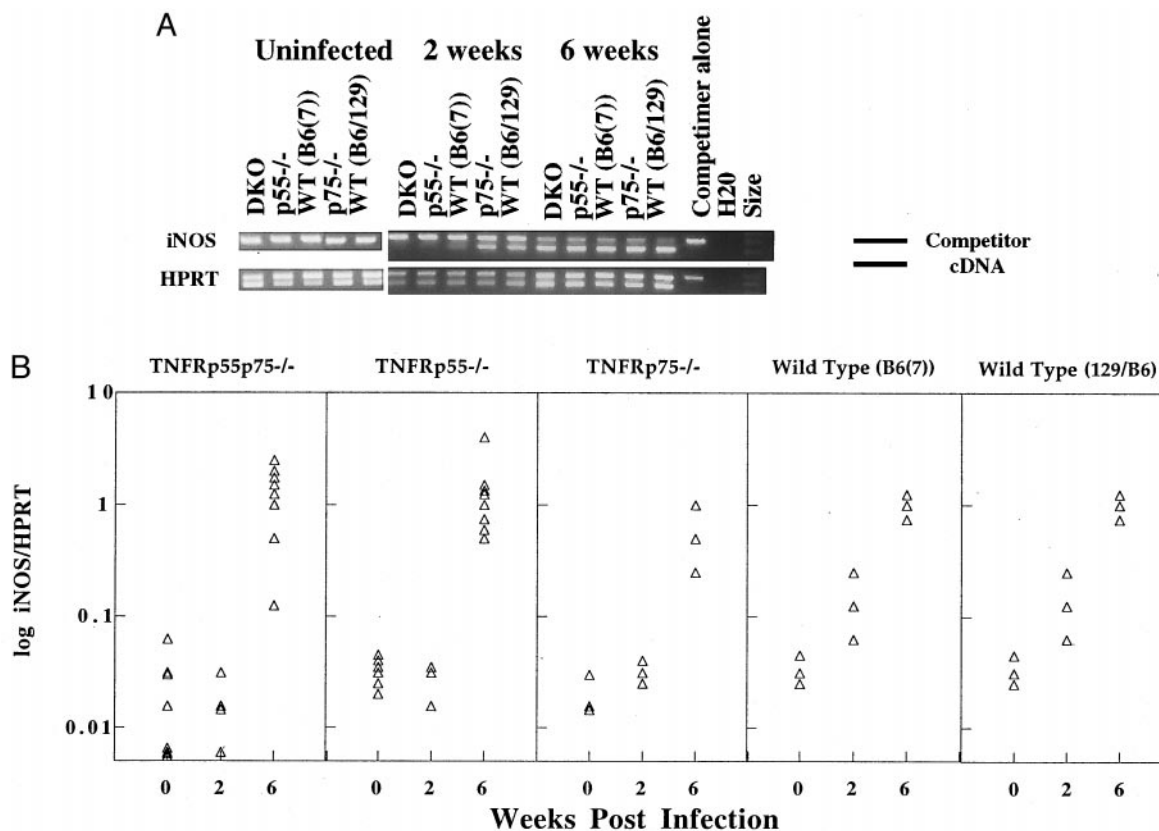 A
Uninfected 2 weeks 6 weeks
DKO
p55-/-
WT (B6(7))
p75-/-
WT (B6/129)
DKO
p55-/-
WT (B6(7))
p75-/-
WT (B6/129)
DKO
p55-/-
WT (B6(7))
p75-/-
WT (B6/129)
Competimer alone
H20
Size
iNOS
HPRT
Competitor
cDNA
B
TNFRp55p75-/- TNFRp55-/- TNFRp75-/- Wild Type (B6(7)) Wild Type (129/B6)
log iNOS/HPRT
10
1
0.1
0.01
0 2 6 0 2 6 0 2 6 0 2 6 0 2 6
Weeks Post Infection